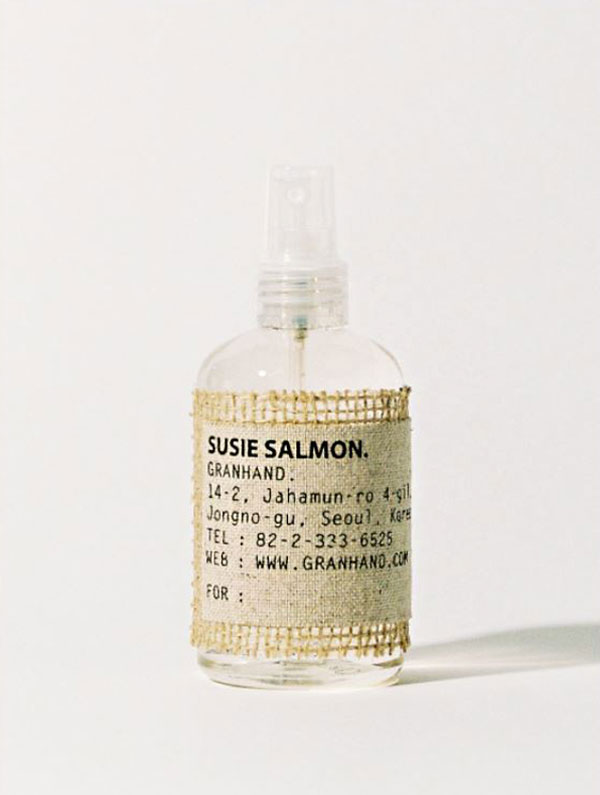 SUSIE SALMON.
GRANHAND.
14-2, Jahamun-ro 4-gil,
Jongno-gu, Seoul, Korea
TEL : 82-2-333-6525
WEB : WWW.GRANHAND.COM
FOR :